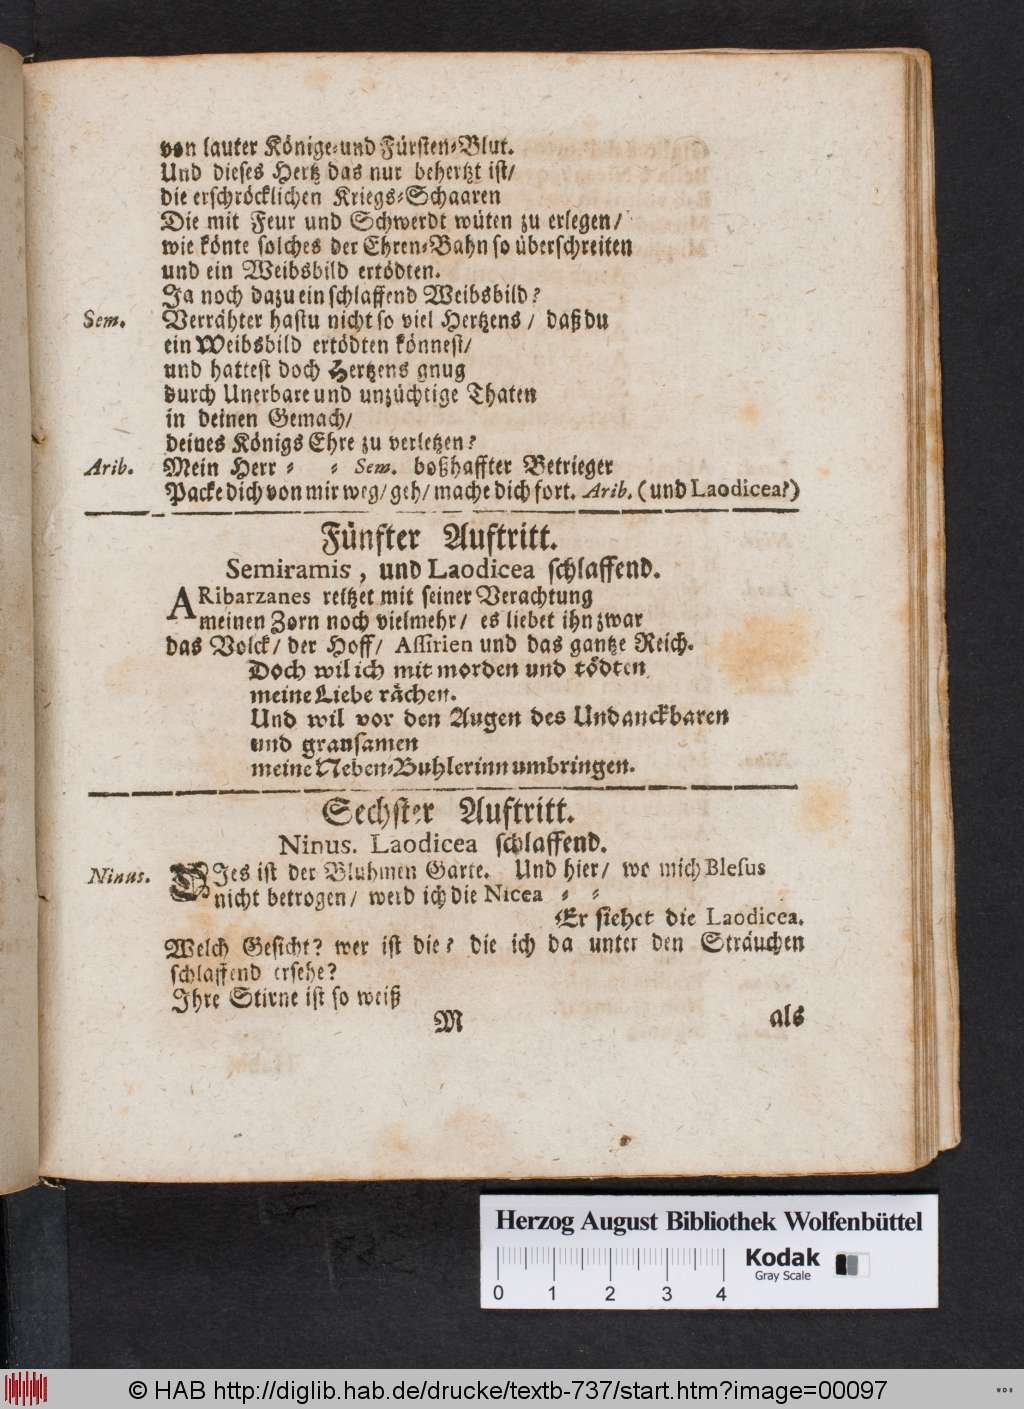 von lauter Könige-und Fürsten-Blut.
Und dieses Hertz das nur behertzt ist/
die erschröcklichen Kriegs-Schaaren
Die mit Feur und Schwerdt wüten zu erlegen/
wie könte solches der Ehren-Bahn so überschreiten
und ein Weibsbild ertödten.
Ja noch dazu ein schlaffend Weibsbild?
Sem. Verrähter hastu nicht so viel Hertzens / daß du
ein Weibsbild ertödten könnest/
und hattest doch Hertzens gnug
durch Unerbare und unzüchtige Thaten
in deinen Gemach/
deines Königs Ehre zu verletzen?
Arib. Mein Herr - - Sem. boßhaffter Betrieger
Packe dich von mir weg/ geh/ mache dich fort. Arib. (und Laodicea?)
Fünfter Auftritt.
Semiramis, und Laodicea schlaffend.
ARibarzanes reitzet mit seiner Verachtung
meinen Zorn noch vielmehr/ es liebet ihn zwar
das Volck/ der Hoff/ Assirien und das gantze Reich.
Doch wil ich mit morden und tödten
meine Liebe rächen.
Und wil vor den Augen des Undanckbaren
und grausamen
meine Neben-Buhlerinn umbringen.
Sechster Auftritt.
Ninus. Laodicea schlaffend.
Ninus. DIes ist der Bluhmen Garte. Und hier/ wo mich Blesus
nicht betrogen/ werd ich die Nicea - -
Er siehet die Laodicea.
Welch Gesicht? wer ist die? die ich da unter den Sträuchen
schlaffend ersehe?
Ihre Stirne ist so weiß
M als
Herzog August Bibliothek Wolfenbüttel
Kodak
Gray Scale
0 1 2 3 4
© HAB http://diglib.hab.de/drucke/textb-737/start.htm?image=00097